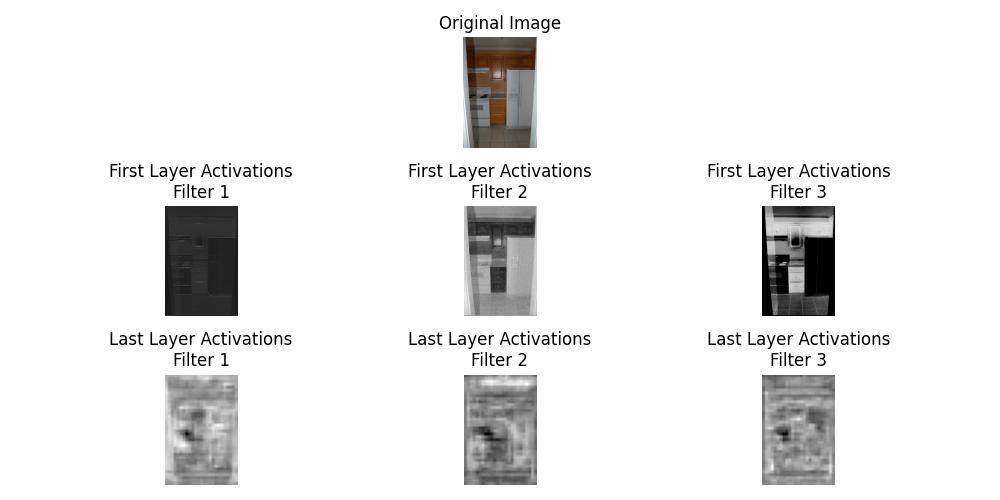 Original Image
First Layer Activations
Filter 1
First Layer Activations
Filter 2
First Layer Activations
Filter 3
Last Layer Activations
Filter 1
Last Layer Activations
Filter 2
Last Layer Activations
Filter 3